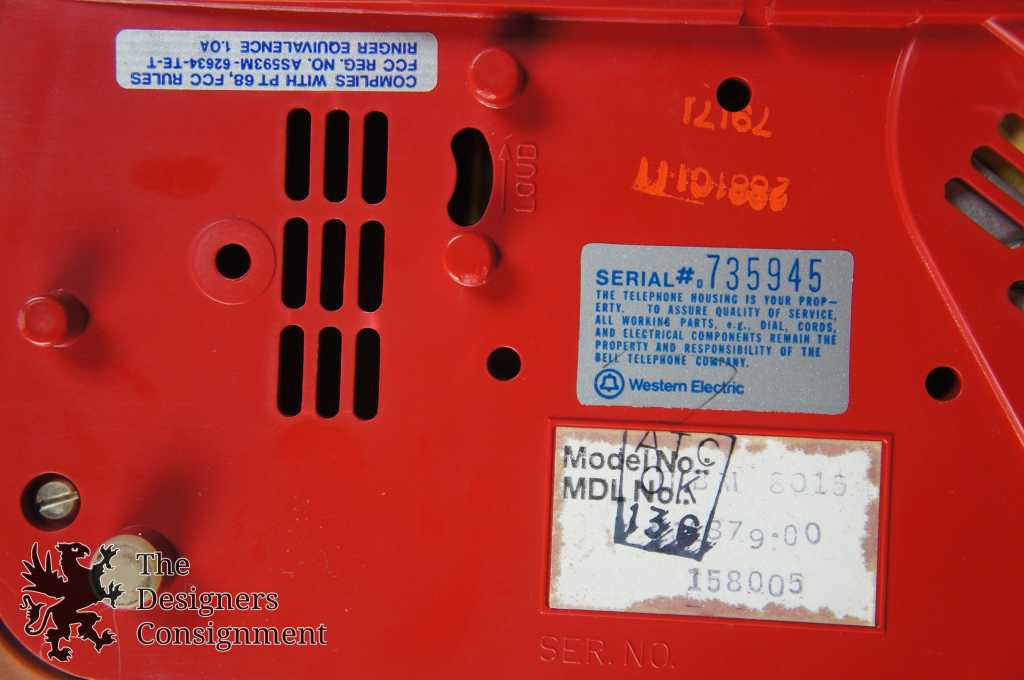 COMPLIES WITH PT 68, FCC RULES
FCC REG. NO. AS593M-62634-TE-T
RINGER EQUIVALENCE 1.0A
LOUD
79171
288101-17
SERIAL #. 735945
THE TELEPHONE HOUSING IS YOUR PROP-
ERTY. TO ASSURE QUALITY OF SERVICE,
ALL WORKING PARTS, e.g., DIAL, CORDS,
AND ELECTRICAL COMPONENTS REMAIN THE
PROPERTY AND RESPONSIBILITY OF THE
BELL TELEPHONE COMPANY.
Western Electric
Model No.
MDL No. 8015
79.00
158005
ATC
OK
SER. NO.
The
Designers
Consignment